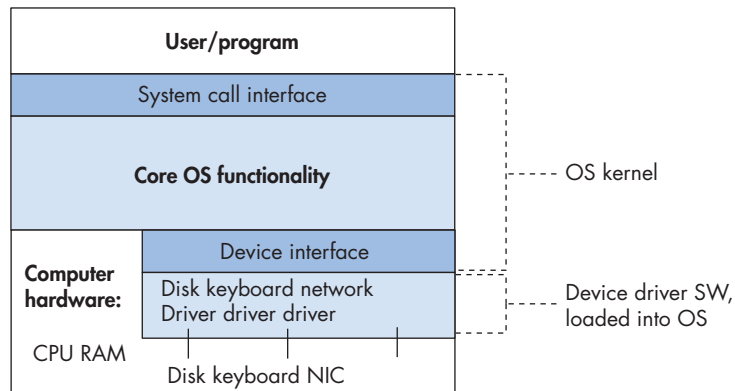 User/program
System call interface
Core OS functionality
OS kernel
Device interface
Computer
hardware:
Disk keyboard network
Driver driver driver
Device driver SW,
loaded into OS
CPU RAM
Disk keyboard NIC